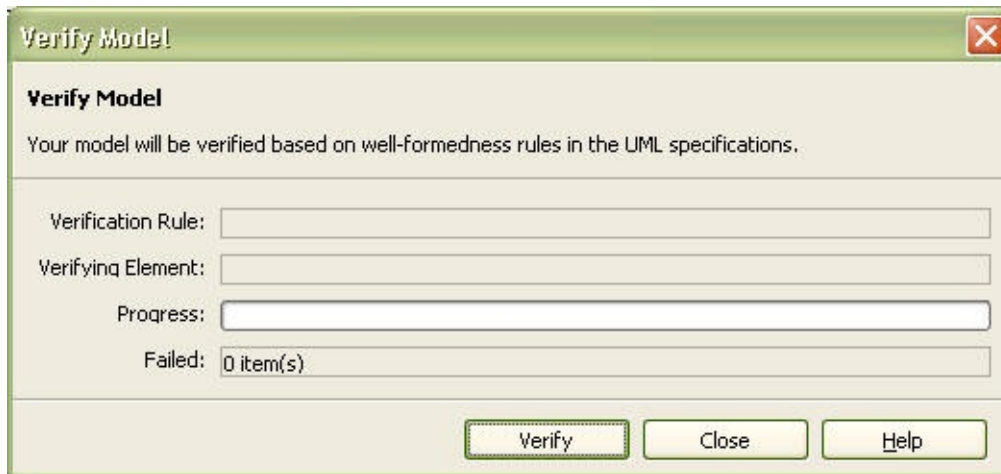 Verify Model
Verify Model
Your model will be verified based on well-formedness rules in the UML specifications.
Verification Rule:
Verifying Element:
Progress:
Failed: 0 item(s)
Verify Close Help